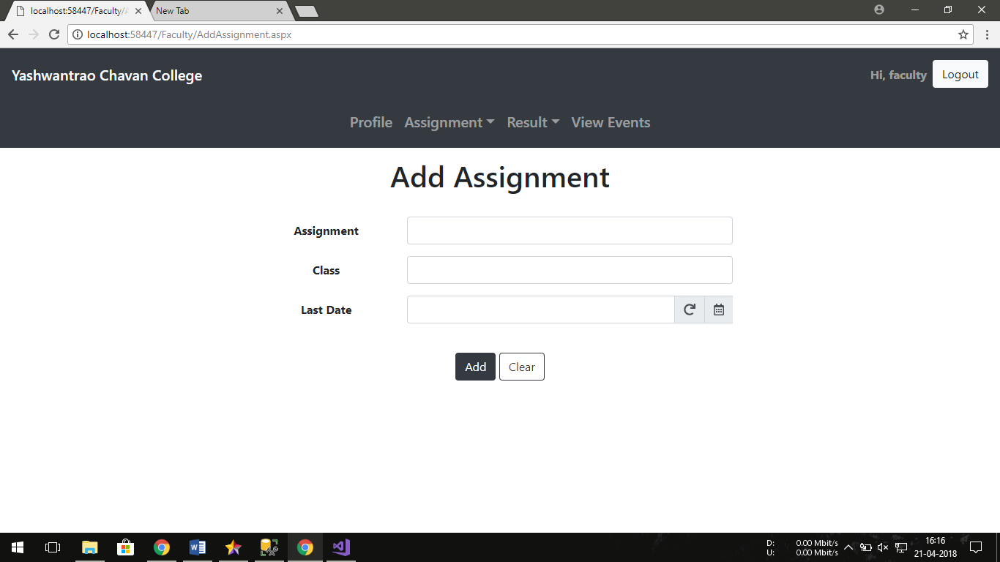 localhost:58447/Faculty/A
New Tab
localhost:58447/Faculty/AddAssignment.aspx
Yashwantrao Chavan College
Hi, faculty
Logout
Profile
Assignment
Result
View Events
Add Assignment
Assignment
Class
Last Date
Add
Clear
D: 0.00 Mbit/s
U: 0.00 Mbit/s
16:16
21-04-2018